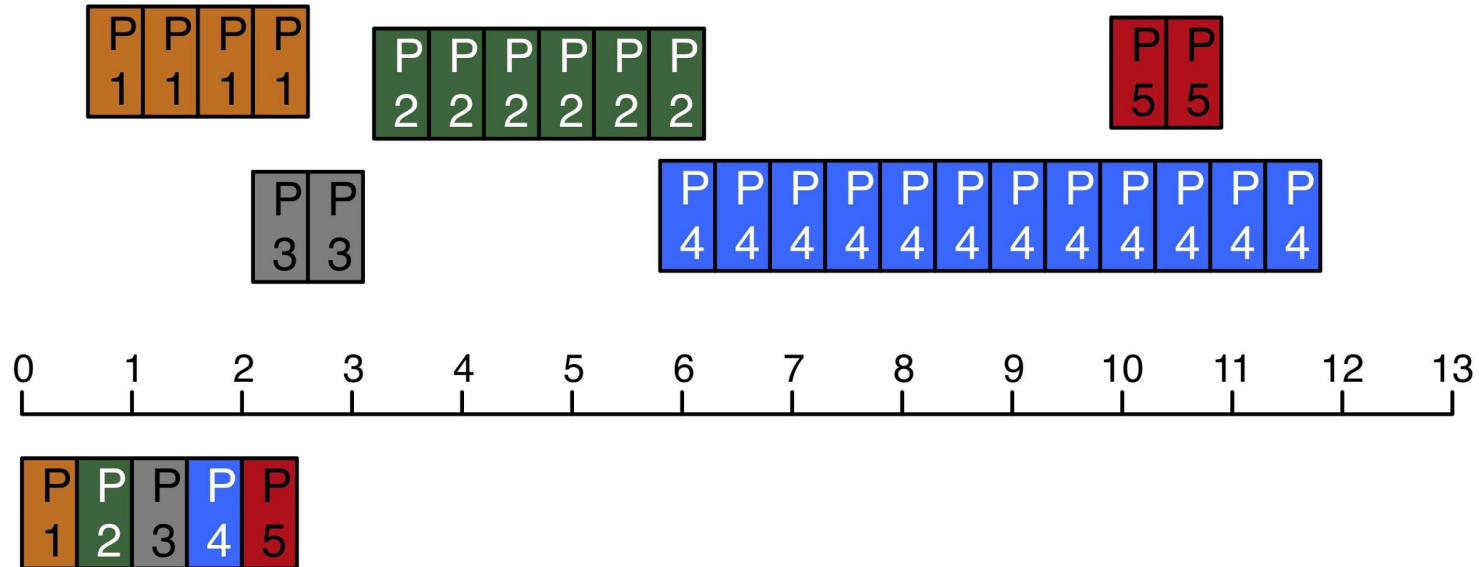 P P P P
1 1 1 1
P P P P P P
2 2 2 2 2 2
P P
5 5
P P
3 3
P P P P P P P P P P P P
4 4 4 4 4 4 4 4 4 4 4 4
0 1 2 3 4 5 6 7 8 9 10 11 12 13
P P P P P
1 2 3 4 5